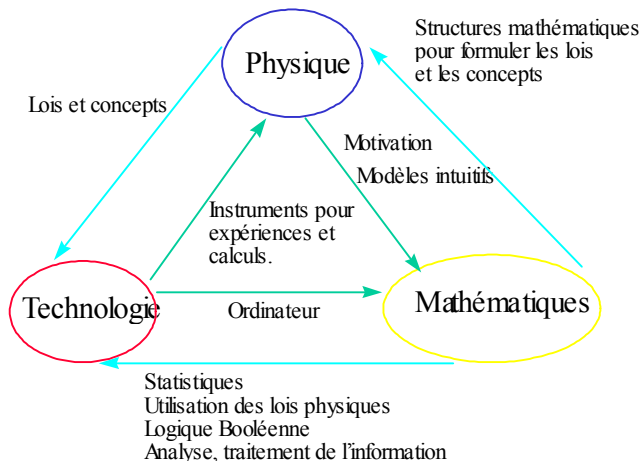 Structures mathématiques
pour formuler les lois
et les concepts
Physique
Lois et concepts
Motivation
Modèles intuitifs
Instruments pour
expériences et
calculs.
Technologie
Ordinateur
Mathématiques
Statistiques
Utilisation des lois physiques
Logique Booléenne
Analyse, traitement de l'information